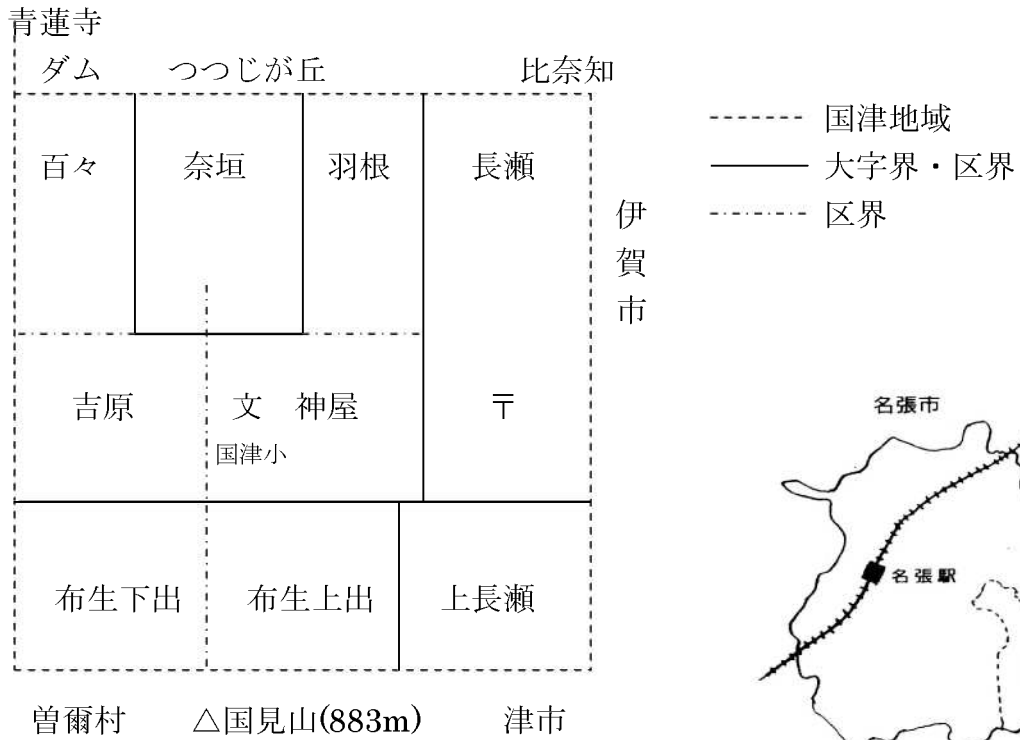 青蓮寺
ダム つつじが丘 比奈知
百々 奈垣 羽根 長瀬
伊賀市
国津地域
大字界・区界
区界
吉原 文 神屋 〒
国津小
布生下出 布生上出 上長瀬
曽爾村 △国見山(883m) 津市
名張市
名張駅